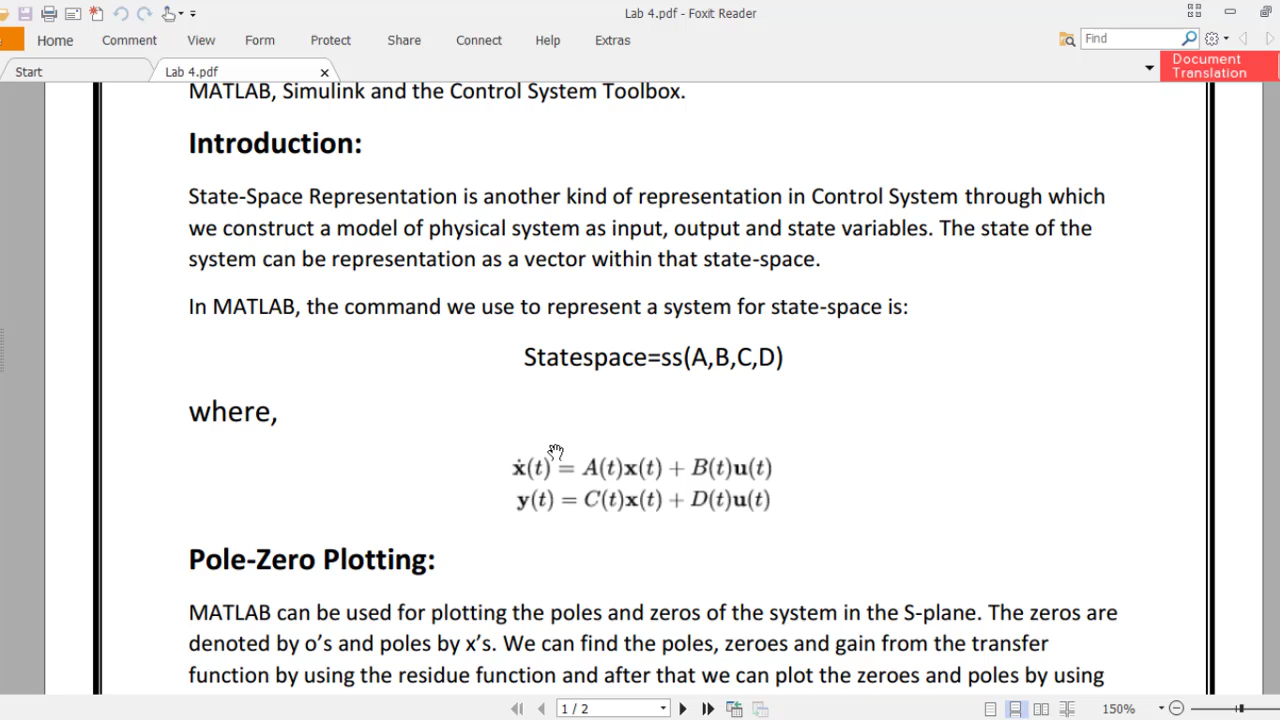 Lab 4.pdf - Foxit Reader
Home Comment View Form Protect Share Connect Help Extras
Find
Start Lab 4.pdf
Document
Translation
MATLAB, Simulink and the Control System Toolbox.
Introduction:
State-Space Representation is another kind of representation in Control System through which
we construct a model of physical system as input, output and state variables. The state of the
system can be representation as a vector within that state-space.
In MATLAB, the command we use to represent a system for state-space is:
Statespace=ss(A,B,C,D)
where,
ẋ(t) = A(t)x(t) + B(t)u(t)
y(t) = C(t)x(t) + D(t)u(t)
Pole-Zero Plotting:
MATLAB can be used for plotting the poles and zeros of the system in the S-plane. The zeros are
denoted by o’s and poles by x’s. We can find the poles, zeroes and gain from the transfer
function by using the residue function and after that we can plot the zeroes and poles by using
1 / 2
150%